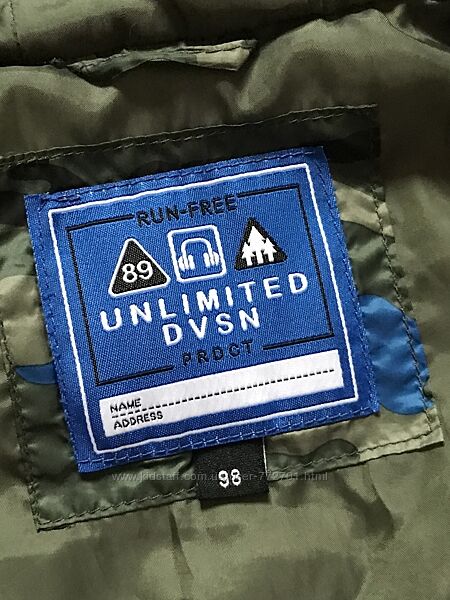 RUN-FREE
89
UNLIMITED
DVSN
PRDCT
NAME
ADDRESS
98